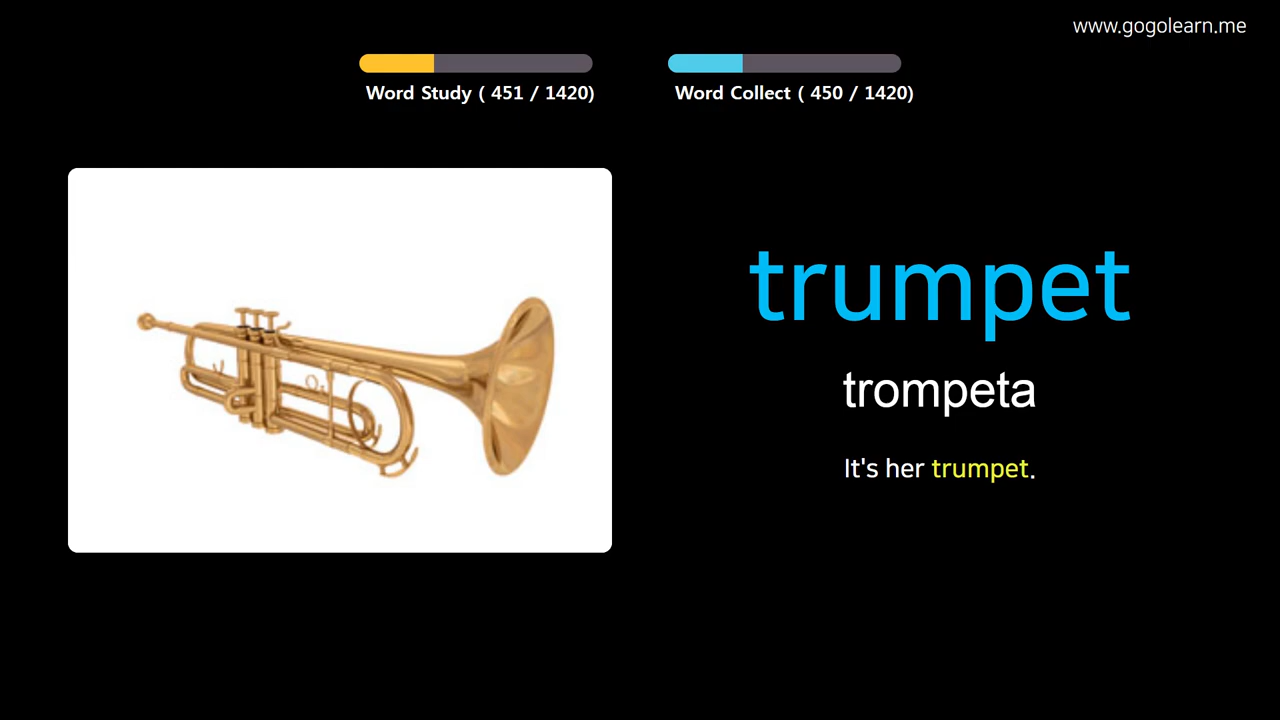 www.gogolearn.me
Word Study ( 451 / 1420)
Word Collect ( 450 / 1420)
trumpet
trompeta
It's her trumpet.